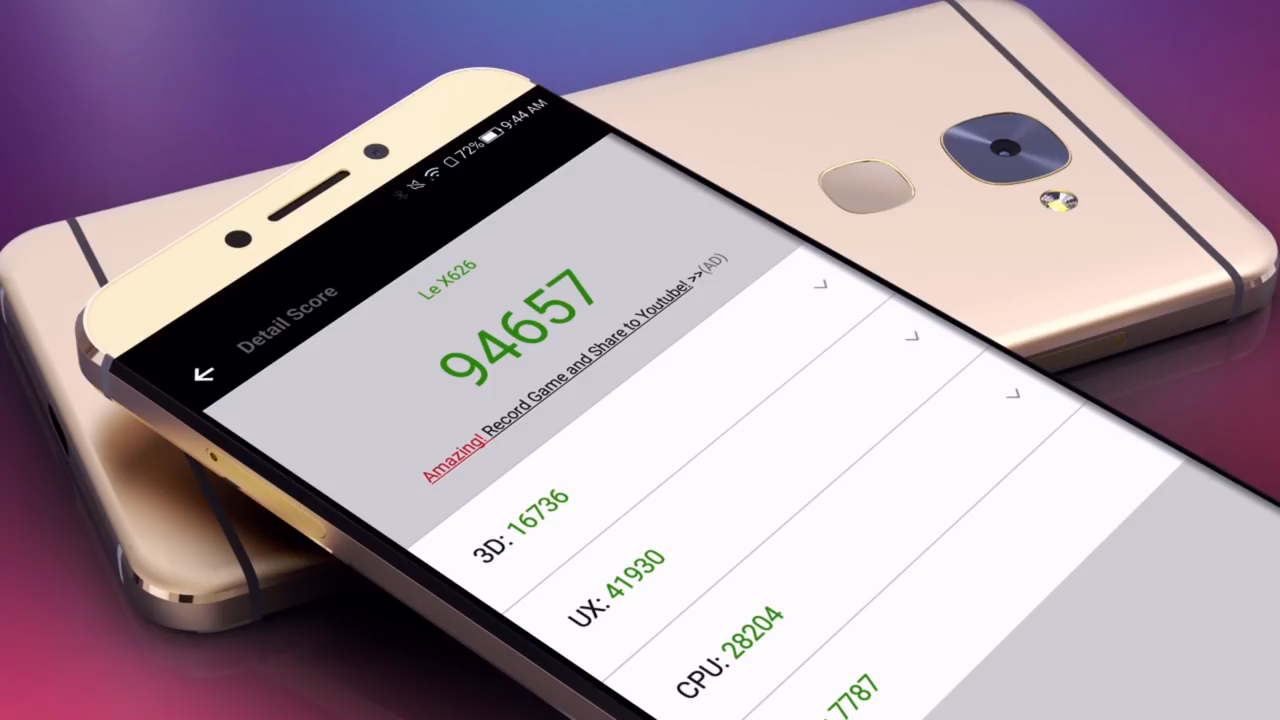 72% 9:44 AM
Detail Score
Le X626
94657
Amazing! Record Game and Share to Youtube! >>(AD)
3D: 16736
UX: 41930
CPU: 28204
7787